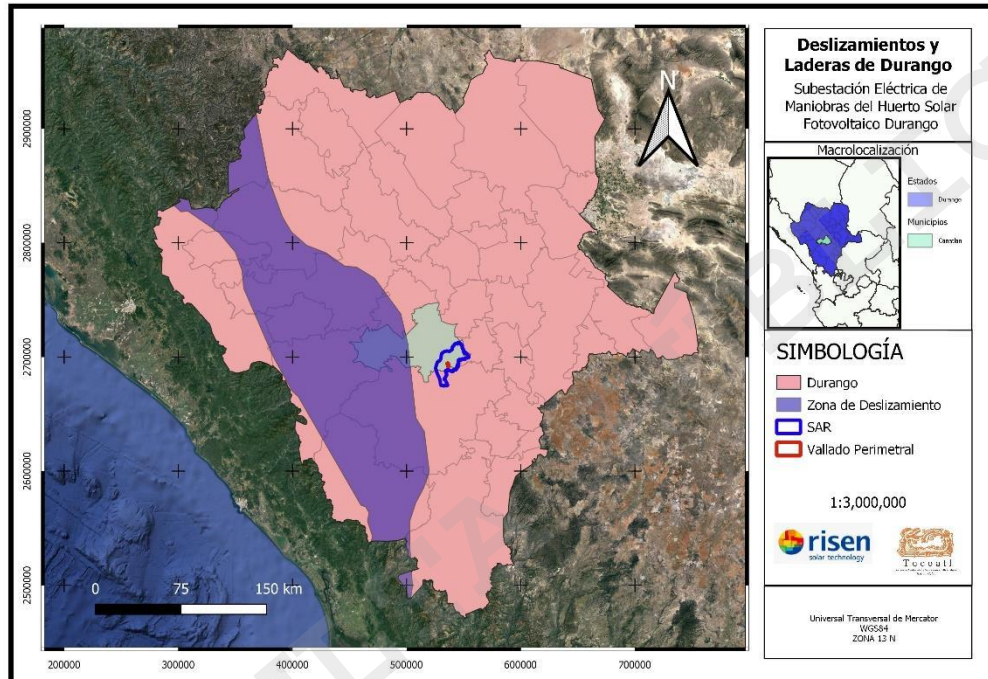 Deslizamientos y
Laderas de Durango
Subestación Eléctrica de
Maniobras del Huerto Solar
Fotovoltaico Durango
Macrolocalización
Estados
Durango
Municipios
SIMBOLOGÍA
Durango
Zona de Deslizamiento
SAR
Vallado Perimetral
1:3,000,000
risen
solar technology
Tocuatl
Universal Transversal de Mercator
WGS84
ZONA 13 N
N
2900000
2800000
2700000
2600000
2500000
0 75 150 km
200000 300000 400000 500000 600000 700000